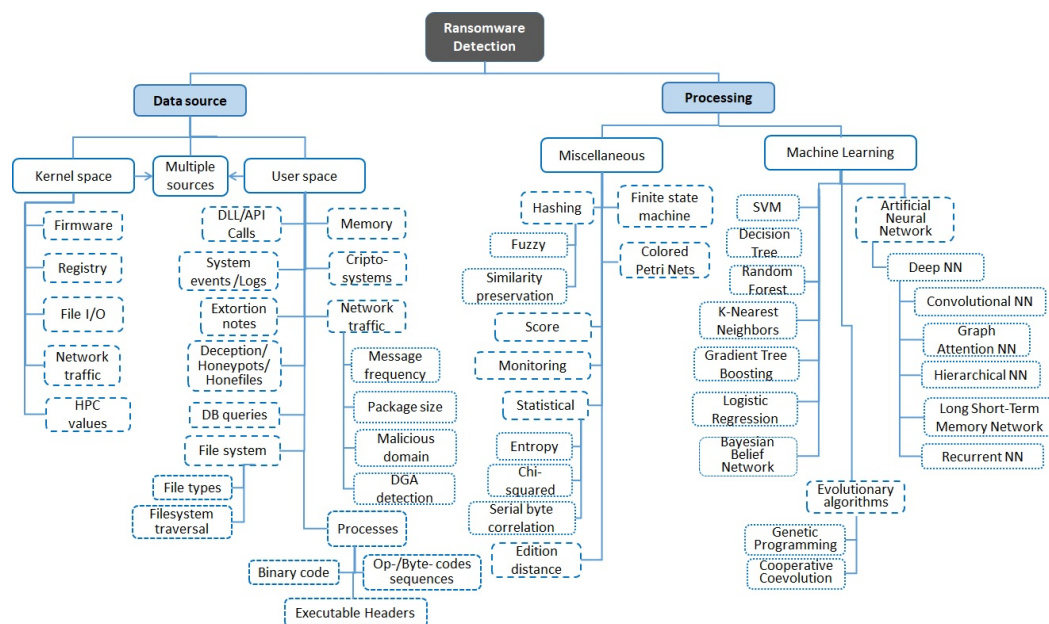 Ransomware
Detection
Data source
Processing
Kernel space
Multiple
sources
User space
Miscellaneous
Machine Learning
Firmware
Registry
File I/O
Network
traffic
HPC
values
DLL/API
Calls
System
events /Logs
Extortion
notes
Deception/
Honeypots/
Honefiles
DB queries
File system
File types
Filesystem
traversal
Memory
Cripto-
systems
Network
traffic
Message
frequency
Package size
Malicious
domain
DGA
detection
Processes
Binary code
Op-/Byte- codes
sequences
Executable Headers
Hashing
Fuzzy
Similarity
preservation
Finite state
machine
Colored
Petri Nets
Score
Monitoring
Statistical
Entropy
Chi-
squared
Serial byte
correlation
Edition
distance
SVM
Decision
Tree
Random
Forest
K-Nearest
Neighbors
Gradient Tree
Boosting
Logistic
Regression
Bayesian
Belief Network
Artificial
Neural
Network
Deep NN
Convolutional NN
Graph
Attention NN
Hierarchical NN
Long Short-Term
Memory Network
Recurrent NN
Evolutionary
algorithms
Genetic
Programming
Cooperative
Coevolution